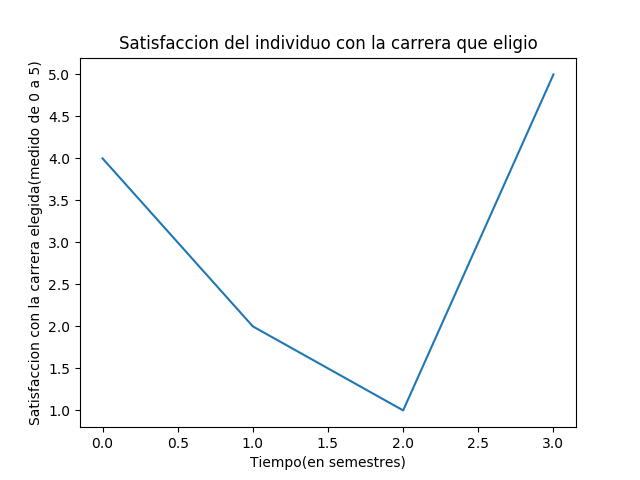 Satisfaccion del individuo con la carrera que eligio
Satisfaccion con la carrera elegida(medido de 0 a 5)
5.0
4.5
4.0
3.5
3.0
2.5
2.0
1.5
1.0
0.0 0.5 1.0 1.5 2.0 2.5 3.0
Tiempo(en semestres)